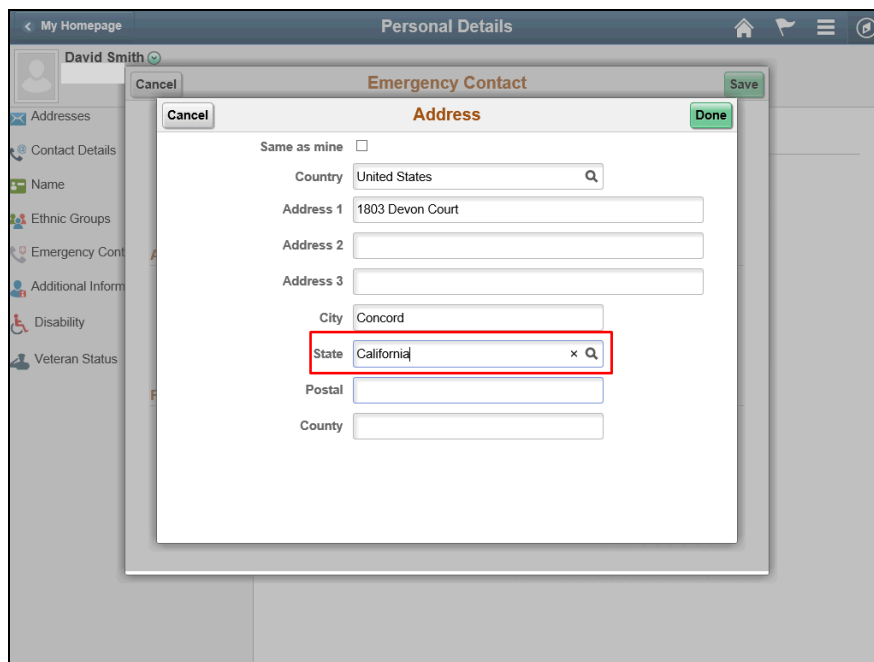 My Homepage
Personal Details
David Smith
Cancel
Emergency Contact
Save
Cancel
Address
Done
Addresses
Contact Details
Name
Ethnic Groups
Emergency Cont
Additional Inform
Disability
Veteran Status
Same as mine
Country United States
Address 1 1803 Devon Court
Address 2
Address 3
City Concord
State California ×
Postal
County